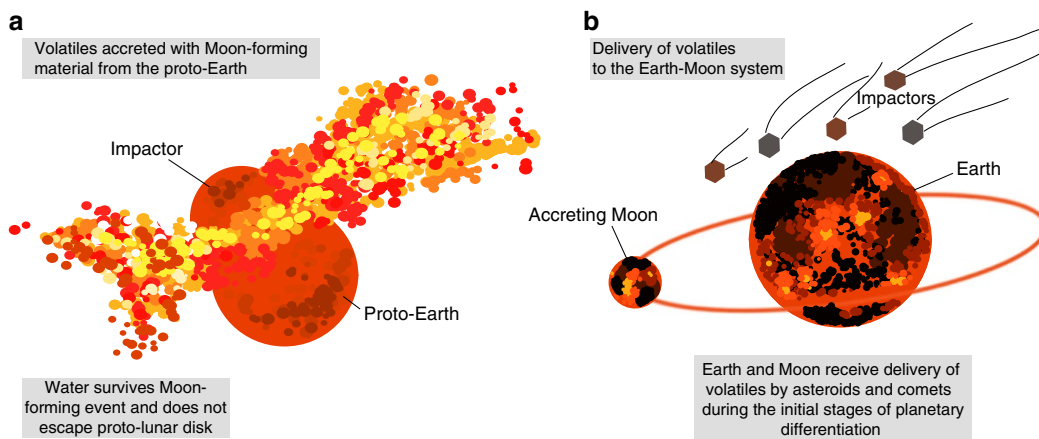 a
Volatiles accreted with Moon-forming
material from the proto-Earth
Impactor
Proto-Earth
Water survives Moon-
forming event and does not
escape proto-lunar disk
b
Delivery of volatiles
to the Earth-Moon system
Impactors
Earth
Accreting Moon
Earth and Moon receive delivery of
volatiles by asteroids and comets
during the initial stages of planetary
differentiation